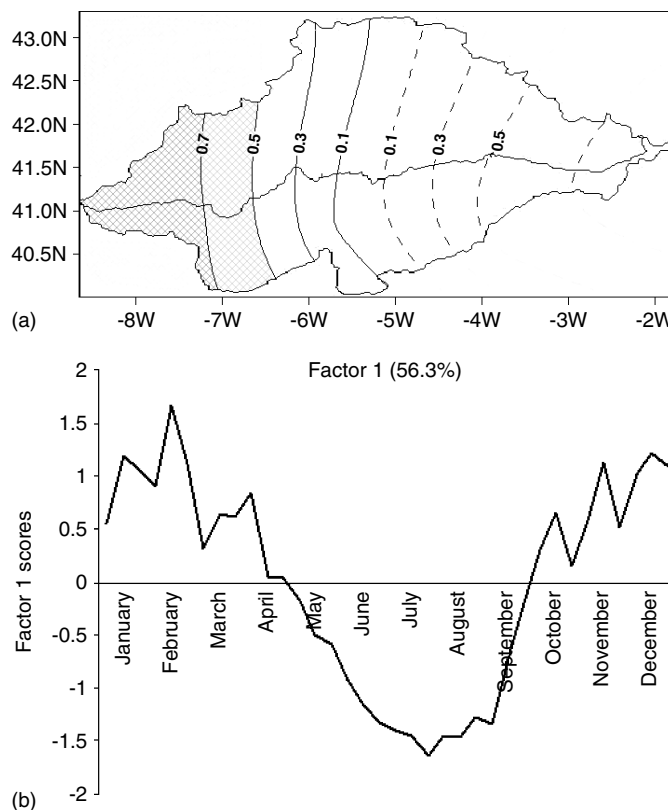 43.0N
42.5N
42.0N
41.5N
41.0N
40.5N
0.7 0.5 0.3 0.1 0.1 0.3 0.5
(a) -8W -7W -6W -5W -4W -3W -2W
Factor 1 (56.3%)
2
1.5
1
0.5
0
-0.5
-1
-1.5
-2
Factor 1 scores
January
February
March
April
May
June
July
August
September
October
November
December
(b)